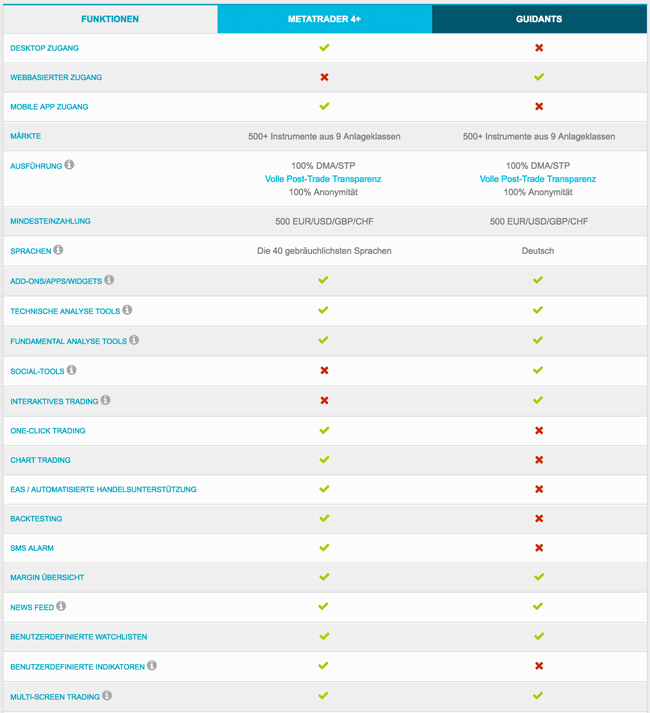 FUNKTIONEN METATRADER 4+ GUIDANTS
DESKTOP ZUGANG
WEBBASIERTER ZUGANG
MOBILE APP ZUGANG
MÄRKTE 500+ Instrumente aus 9 Anlageklassen 500+ Instrumente aus 9 Anlageklassen
AUSFÜHRUNG 100% DMA/STP 100% DMA/STP
Volle Post-Trade Transparenz Volle Post-Trade Transparenz
100% Anonymität 100% Anonymität
MINDESTEINZAHLUNG 500 EUR/USD/GBP/CHF 500 EUR/USD/GBP/CHF
SPRACHEN Die 40 gebräuchlichsten Sprachen Deutsch
ADD-ONS/APPS/WIDGETS
TECHNISCHE ANALYSE TOOLS
FUNDAMENTAL ANALYSE TOOLS
SOCIAL-TOOLS
INTERAKTIVES TRADING
ONE-CLICK TRADING
CHART TRADING
EAS / AUTOMATISIERTE HANDELSUNTERSTÜTZUNG
BACKTESTING
SMS ALARM
MARGIN ÜBERSICHT
NEWS FEED
BENUTZERDEFINIERTE WATCHLISTEN
BENUTZERDEFINIERTE INDIKATOREN
MULTI-SCREEN TRADING